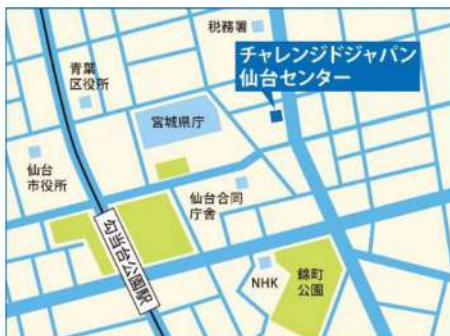 税務署
チャレンジドジャパン
仙台センター
青葉
区役所
宮城県庁
仙台
市役所
仙台合同
庁舎
勾当台公園駅
NHK
錦町
公園